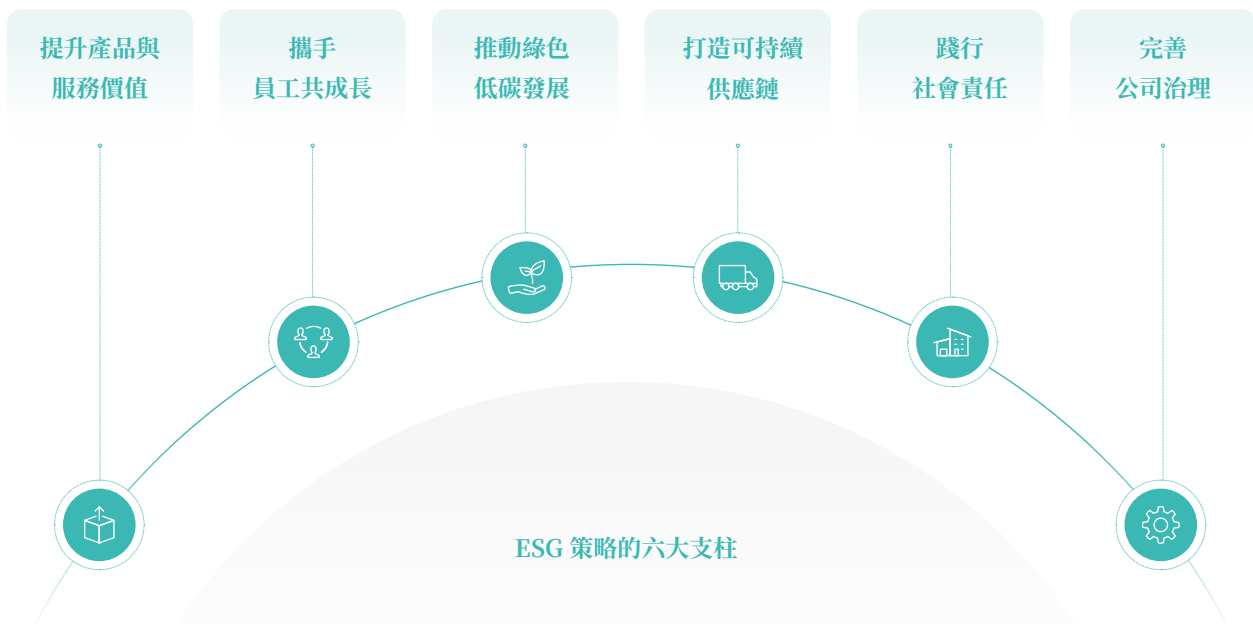 提升產品與
服務價值
攜手
員工共成長
推動綠色
低碳發展
打造可持續
供應鏈
踐行
社會責任
完善
公司治理
ESG 策略的六大支柱